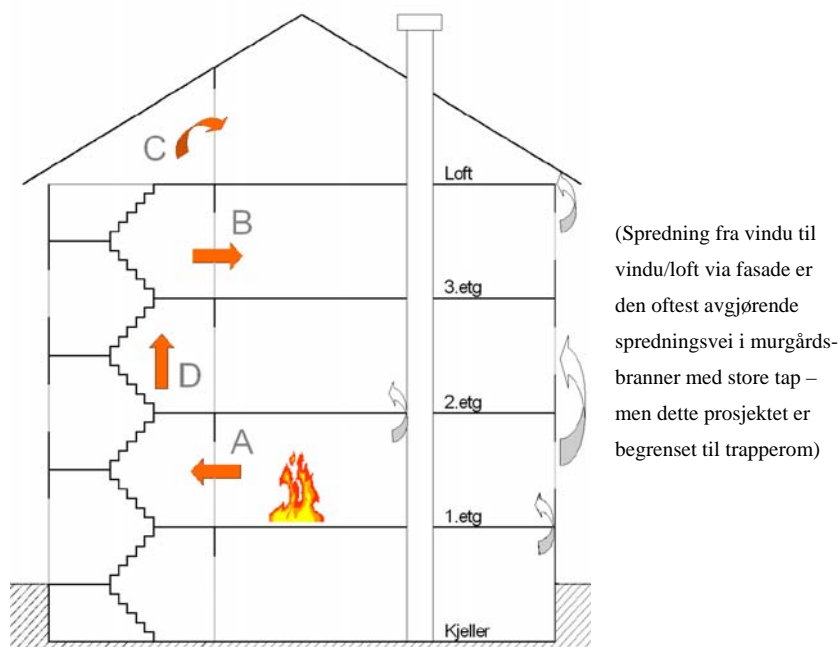 C
Loft
B
3.etg
D
2.etg
A
1.etg
Kjeller
(Spredning fra vindu til
vindu/loft via fasade er
den oftest avgjørende
spredningsvei i murgårds-
branner med store tap –
men dette prosjektet er
begrenset til trapperom)